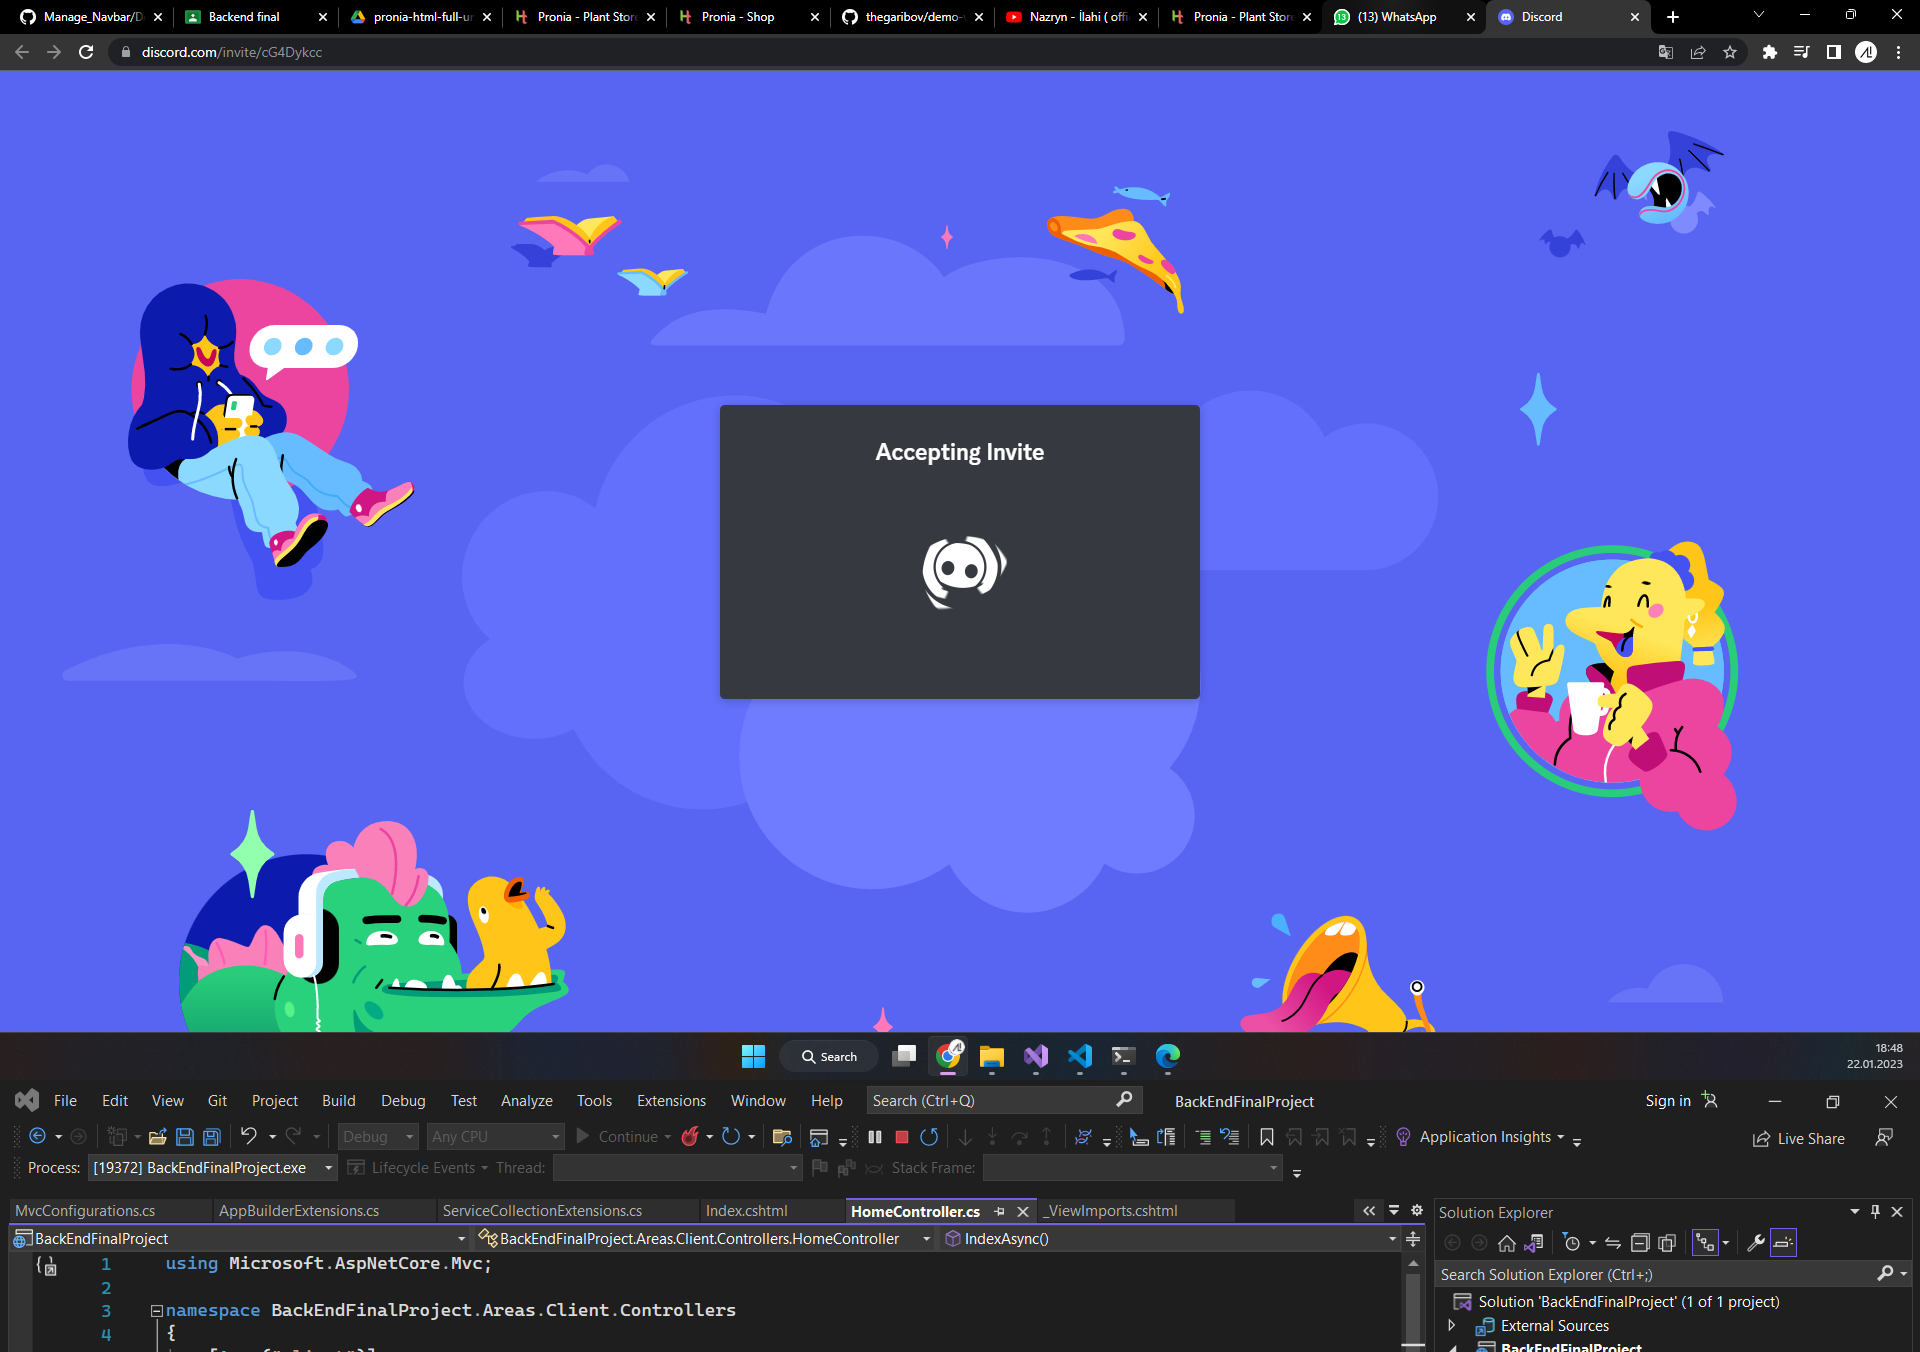 Manage_Navbar/D
Backend final
pronia-html-full-ur
Pronia - Plant Store
Pronia - Shop
thegaribov/demo-
Nazryn - İlahi ( offi
Pronia - Plant Store
(13) WhatsApp
Discord
discord.com/invite/cG4Dykcc
Accepting Invite
Search
18:48
22.01.2023
File Edit View Git Project Build Debug Test Analyze Tools Extensions Window Help Search (Ctrl+Q) BackEndFinalProject Sign in
Debug Any CPU Continue Application Insights Live Share
Process: [19372] BackEndFinalProject.exe Lifecycle Events Thread: Stack Frame:
MvcConfigurations.cs AppBuilderExtensions.cs ServiceCollectionExtensions.cs Index.cshtml HomeController.cs _ViewImports.cshtml
BackEndFinalProject BackEndFinalProject.Areas.Client.Controllers.HomeController IndexAsync()
1 using Microsoft.AspNetCore.Mvc;
2
3 namespace BackEndFinalProject.Areas.Client.Controllers
4 {
Solution Explorer
Search Solution Explorer (Ctrl+;)
Solution 'BackEndFinalProject' (1 of 1 project)
External Sources
BackEndFinalProject